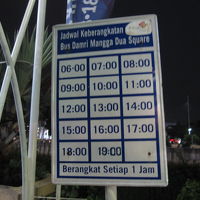 Jadwal Keberangkatan
Bus Damri Mangga Dua Square
06:00 07:00 08:00
09:00 10:00 11:00
12:00 13:00 14:00
15:00 16:00 17:00
18:00 19:00
Berangkat Setiap 1 Jam